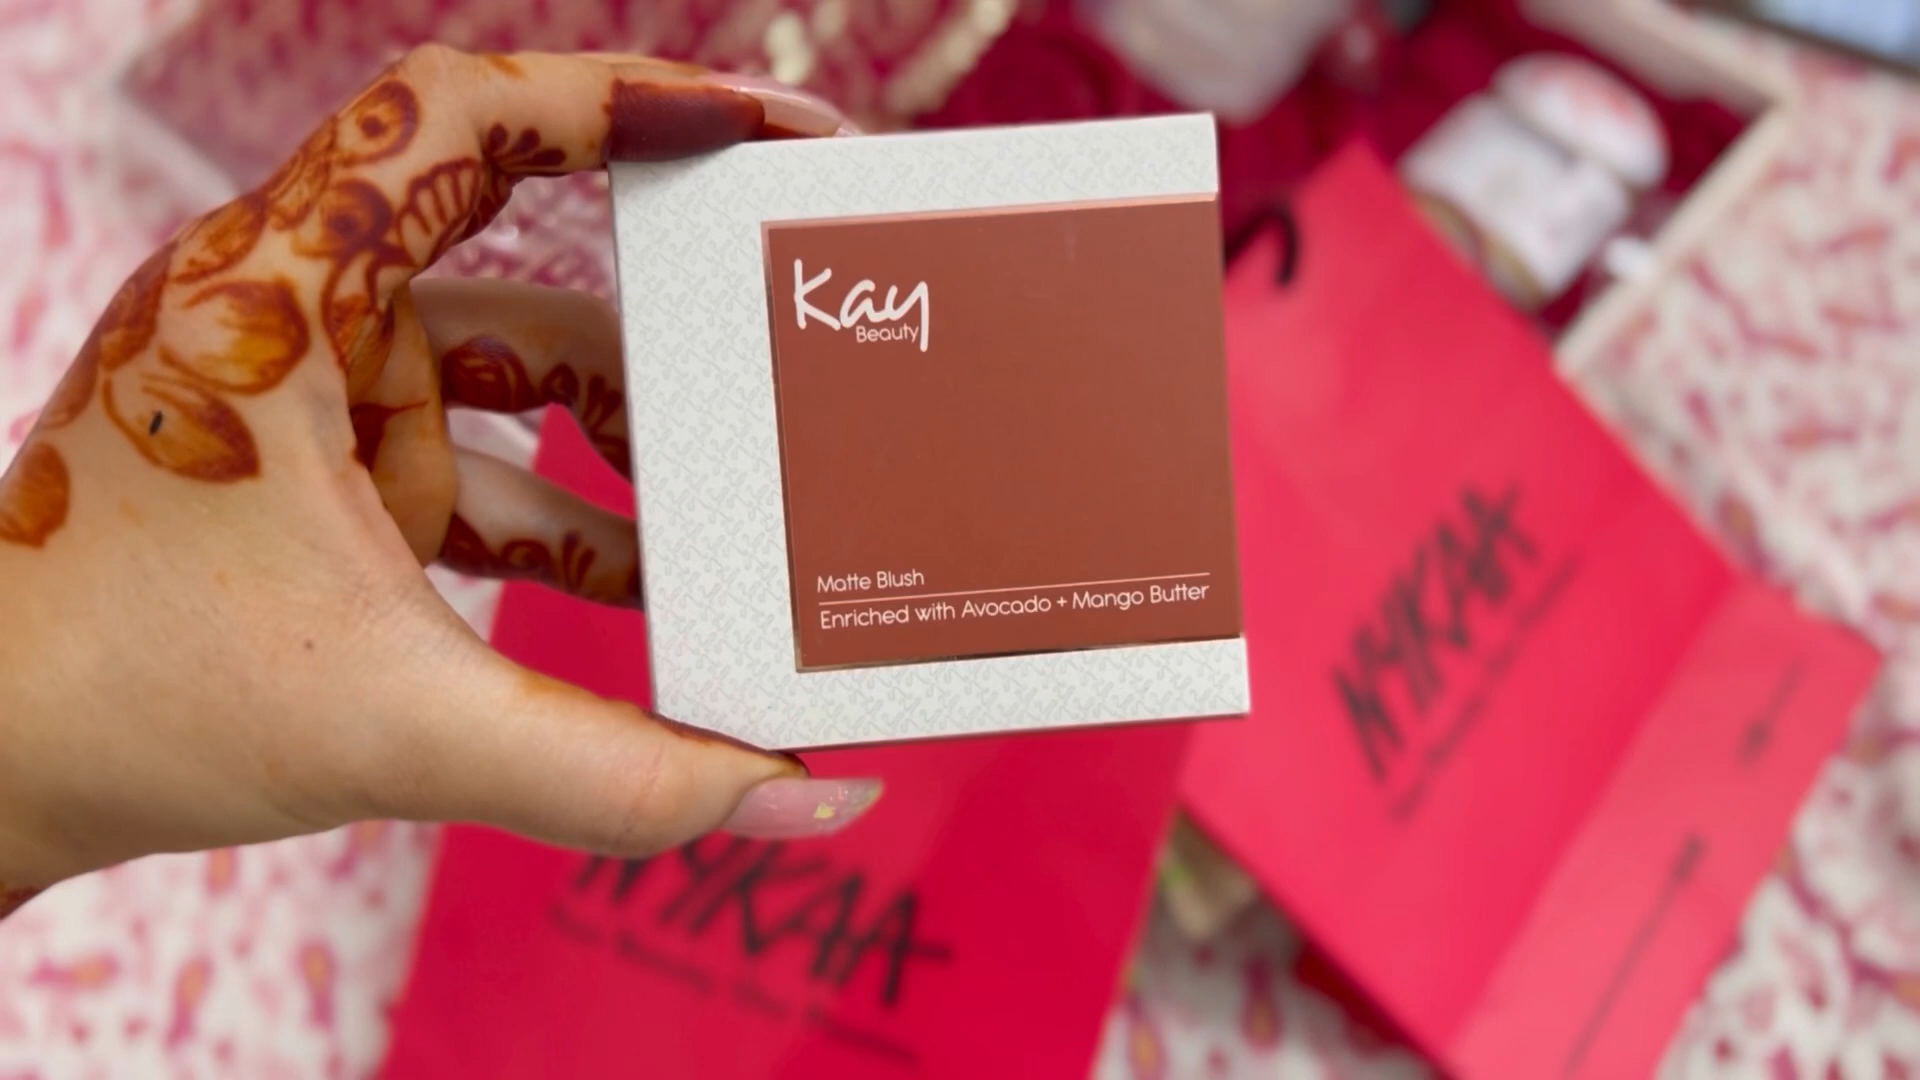 Kay
Beauty
Matte Blush
Enriched with Avocado + Mango Butter
NYKAA
NYKAA